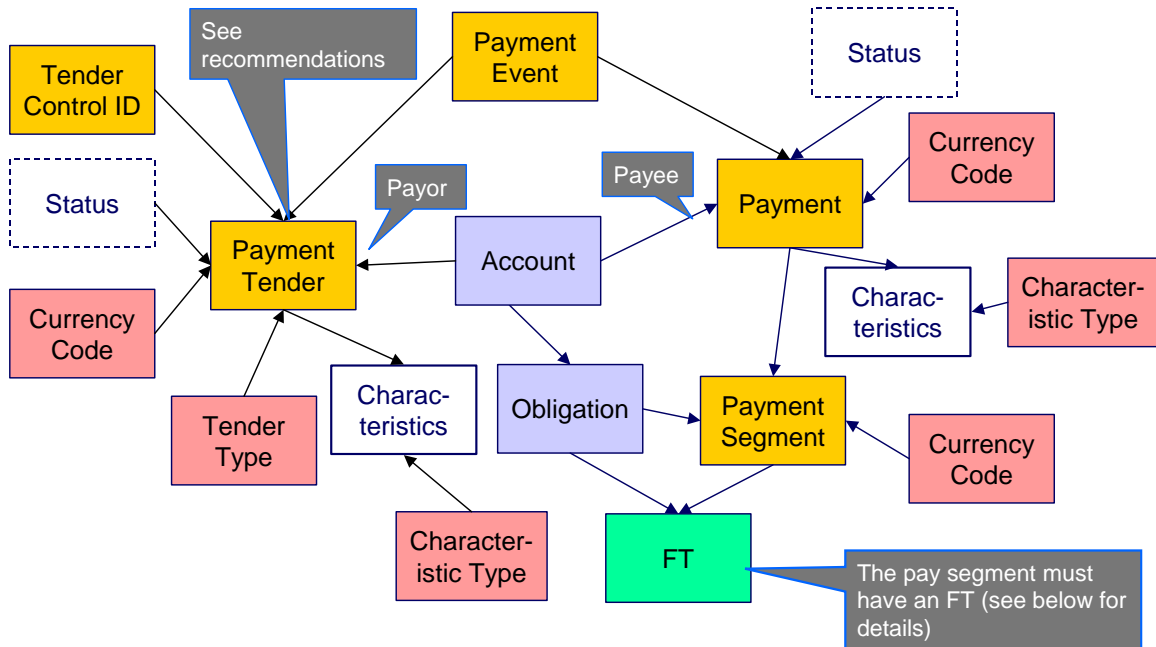 See
recommendations
Payment
Event
Status
Tender
Control ID
Currency
Code
Status
Payor
Payee
Payment
Payment
Tender
Account
Currency
Code
Charac-
teristics
Character-
istic Type
Charac-
teristics
Tender
Type
Obligation
Payment
Segment
Currency
Code
Character-
istic Type
FT
The pay segment must
have an FT (see below for
details)